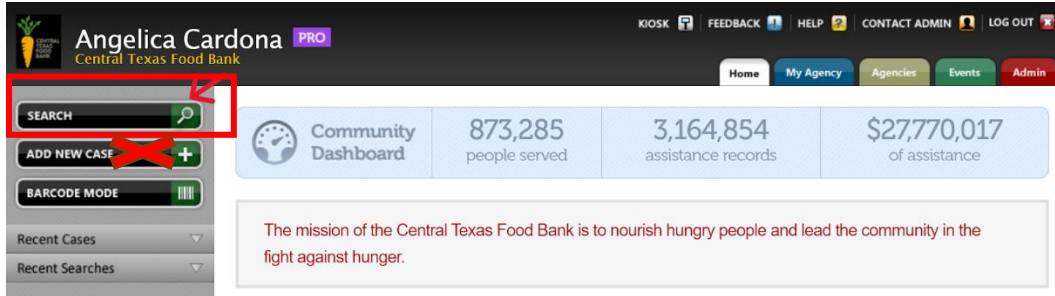 KIOSK FEEDBACK HELP CONTACT ADMIN LOG OUT
CENTRAL
TEXAS
FOOD
BANK
Angelica Cardona PRO
Central Texas Food Bank
Home My Agency Agencies Events Admin
SEARCH
ADD NEW CASE
BARCODE MODE
Recent Cases
Recent Searches
Community
Dashboard
873,285
people served
3,164,854
assistance records
$27,770,017
of assistance
The mission of the Central Texas Food Bank is to nourish hungry people and lead the community in the
fight against hunger.